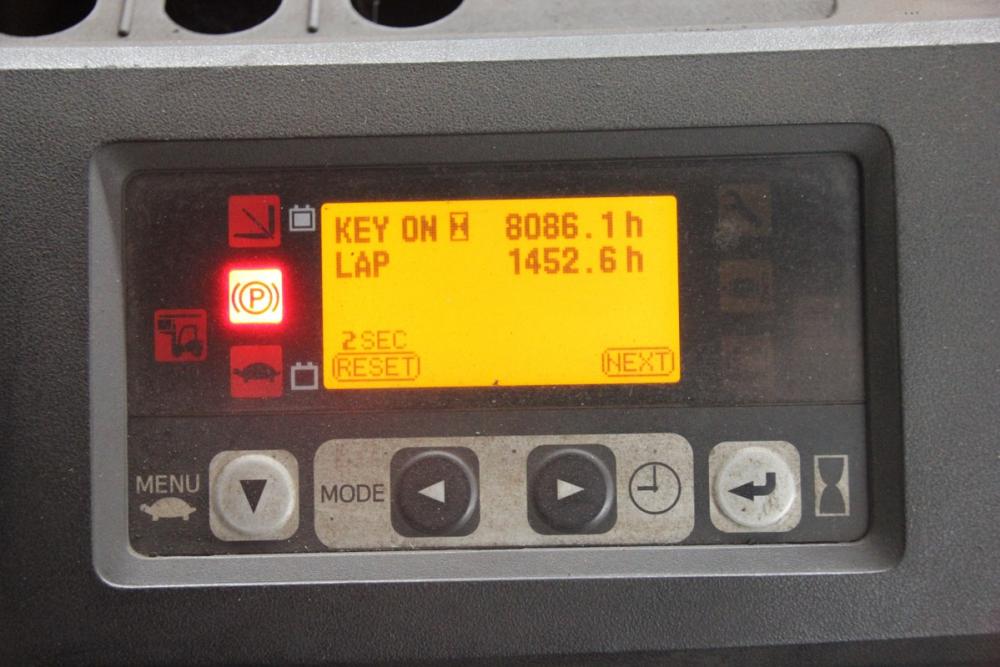 KEY ON 8086.1 h
LAP 1452.6 h
2 SEC
RESET NEXT
P
MENU
MODE